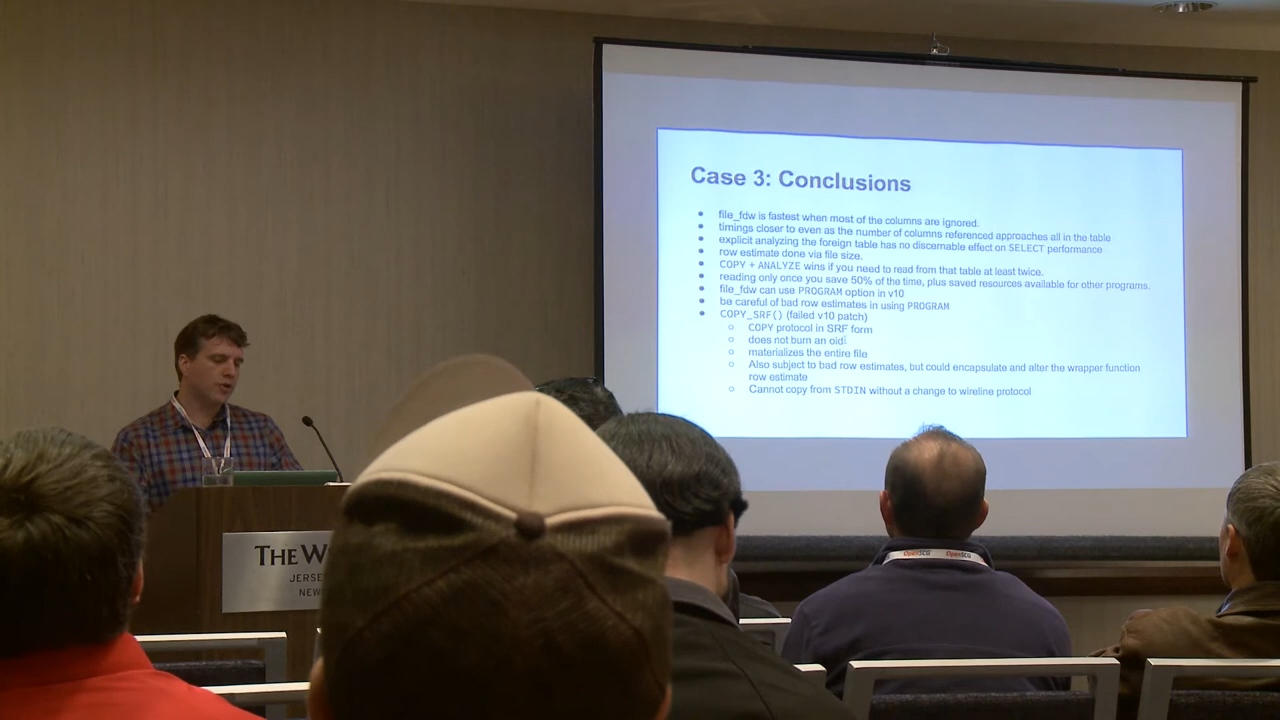 Case 3: Conclusions
• file_fdw is fastest when most of the columns are ignored.
• timings closer to even as the number of columns referenced approaches all in the table
• explicit analyzing the foreign table has no discernable effect on SELECT performance
• row estimate done via file size.
• COPY + ANALYZE wins if you need to read from that table at least twice.
• reading only once you save 50% of the time, plus saved resources available for other programs.
• file_fdw can use PROGRAM option in v10
• be careful of bad row estimates in using PROGRAM
• COPY_SRF() (failed v10 patch)
○ COPY protocol in SRF form
○ does not burn an oid
○ materializes the entire file
○ Also subject to bad row estimates, but could encapsulate and alter the wrapper function
row estimate
○ Cannot copy from STDIN without a change to wireline protocol
THE W
JERSE
NEW
OpenSCG OpenSCG